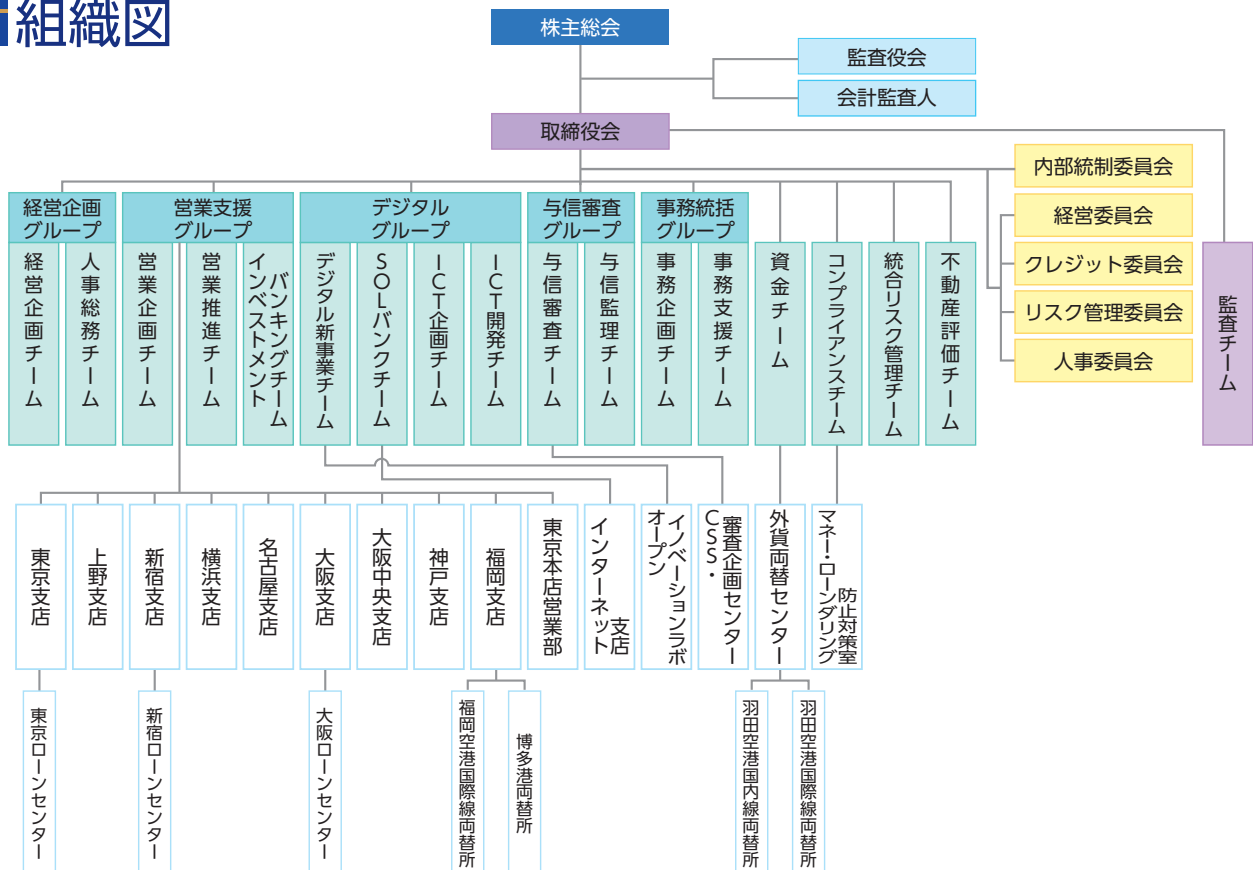 組織図
株主総会
監査役会
会計監査人
取締役会
内部統制委員会
経営委員会
クレジット委員会
リスク管理委員会
人事委員会
監査チーム
経営企画
グループ
営業支援
グループ
デジタル
グループ
与信審査
グループ
事務統括
グループ
経営企画チーム
人事総務チーム
営業企画チーム
営業推進チーム
インベストメント
バンキングチーム
デジタル新事業チーム
SOLバンクチーム
ICT企画チーム
ICT開発チーム
与信審査チーム
与信監理チーム
事務企画チーム
事務支援チーム
資金チーム
コンプライアンスチーム
統合リスク管理チーム
不動産評価チーム
東京支店
上野支店
新宿支店
横浜支店
名古屋支店
大阪支店
大阪中央支店
神戸支店
福岡支店
東京本店営業部
インターネット
支店
オープン
イノベーションラボ
CSS・
審査企画センター
外貨両替センター
マネー・ローンダリング
防止対策室
東京ローンセンター
新宿ローンセンター
大阪ローンセンター
福岡空港国際線両替所
博多港両替所
羽田空港国内線両替所
羽田空港国際線両替所